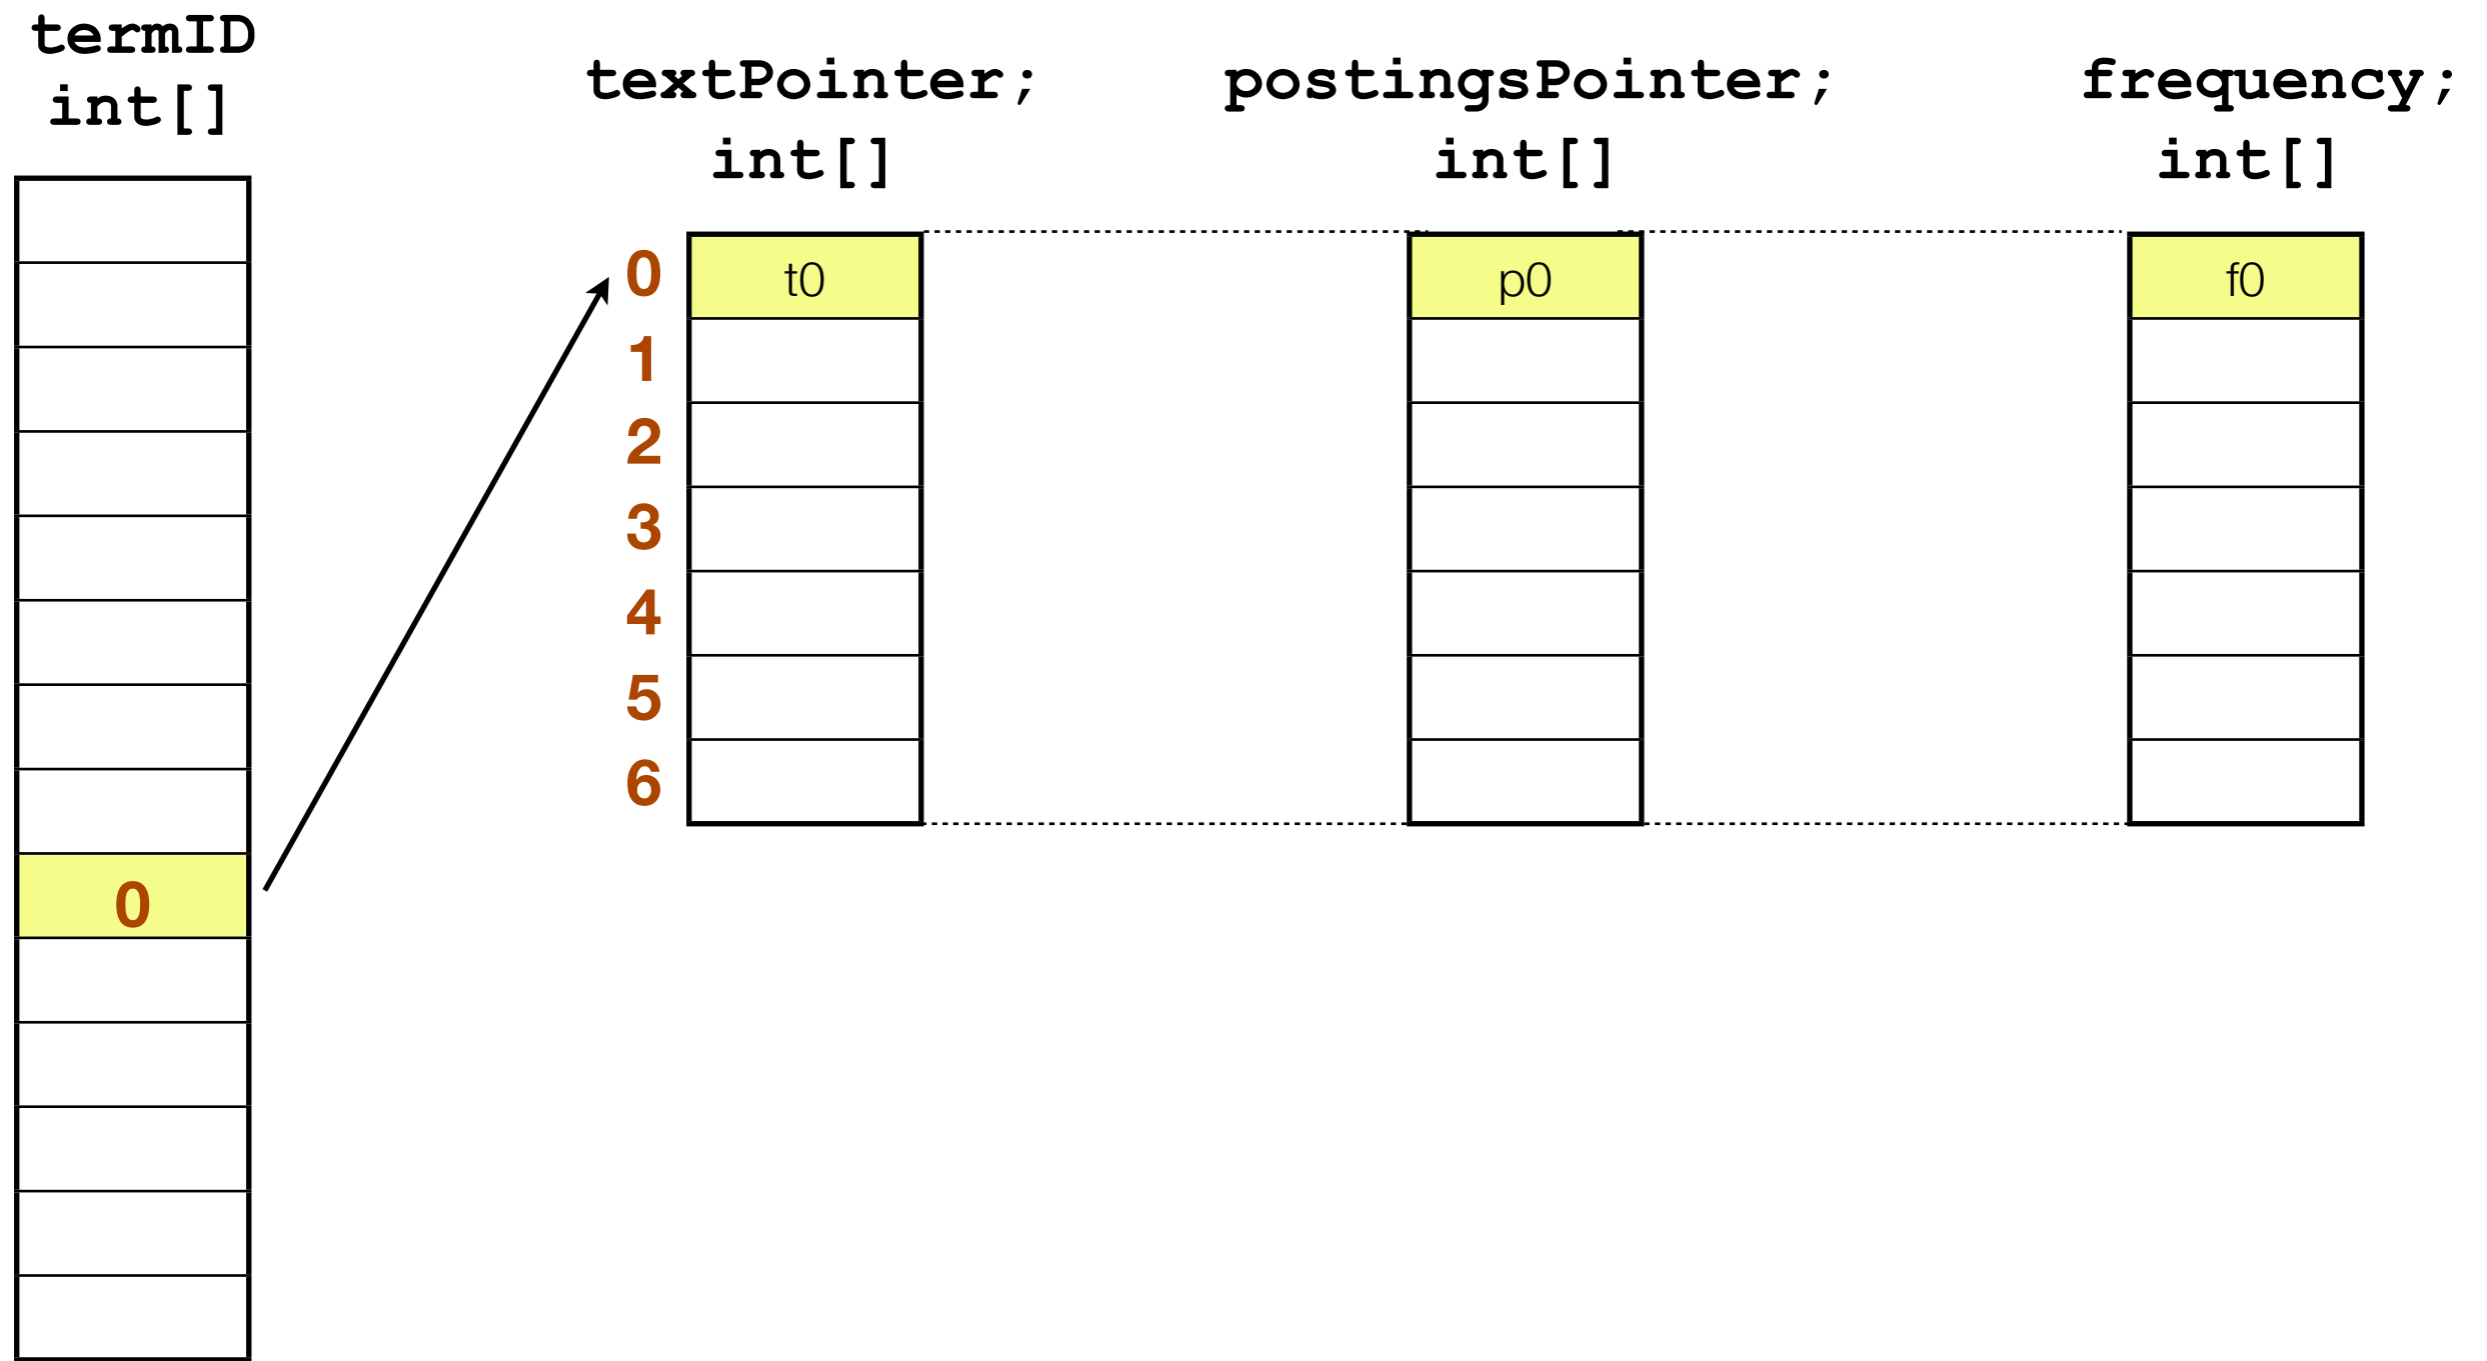 termID
int[]
textPointer;
int[]
postingsPointer;
int[]
frequency;
int[]
0 t0 p0 f0
1
2
3
4
5
6
0